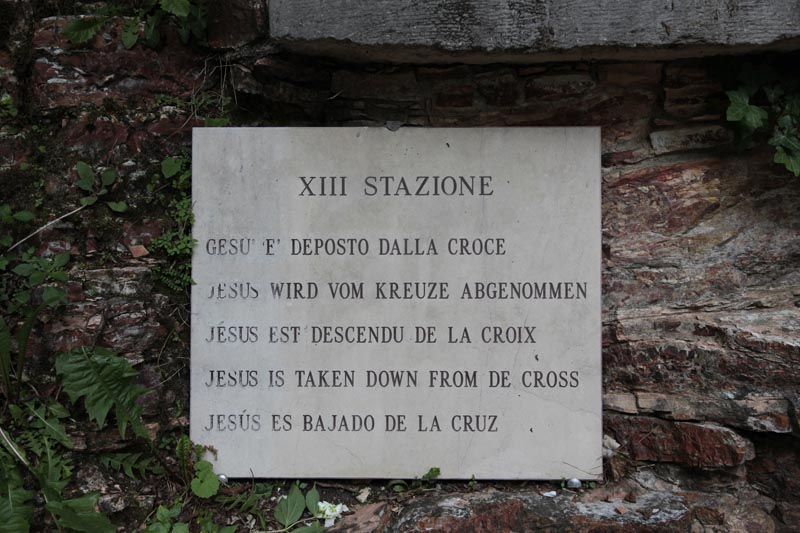 XIII STAZIONE
GESU' E' DEPOSTO DALLA CROCE
JESUS WIRD VOM KREUZE ABGENOMMEN
JÉSUS EST DESCENDU DE LA CROIX
JESUS IS TAKEN DOWN FROM DE CROSS
JESÚS ES BAJADO DE LA CRUZ